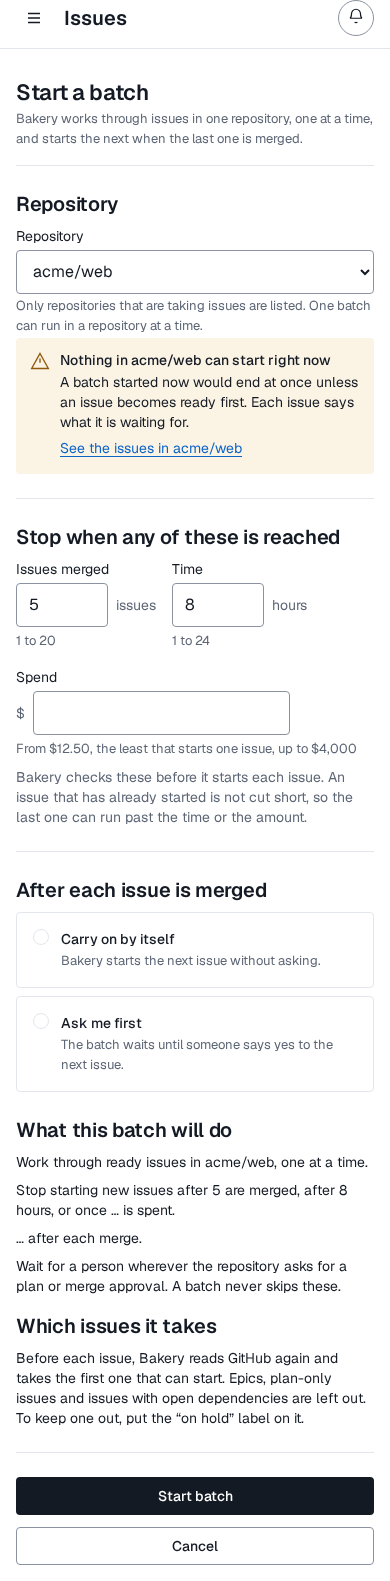 Issues
Start a batch
Bakery works through issues in one repository, one at a time,
and starts the next when the last one is merged.
Repository
Repository
acme/web
Only repositories that are taking issues are listed. One batch
can run in a repository at a time.
Nothing in acme/web can start right now
A batch started now would end at once unless
an issue becomes ready first. Each issue says
what it is waiting for.
See the issues in acme/web
Stop when any of these is reached
Issues merged Time
5 issues 8 hours
1 to 20 1 to 24
Spend
$
From $12.50, the least that starts one issue, up to $4,000
Bakery checks these before it starts each issue. An
issue that has already started is not cut short, so the
last one can run past the time or the amount.
After each issue is merged
Carry on by itself
Bakery starts the next issue without asking.
Ask me first
The batch waits until someone says yes to the
next issue.
What this batch will do
Work through ready issues in acme/web, one at a time.
Stop starting new issues after 5 are merged, after 8
hours, or once … is spent.
… after each merge.
Wait for a person wherever the repository asks for a
plan or merge approval. A batch never skips these.
Which issues it takes
Before each issue, Bakery reads GitHub again and
takes the first one that can start. Epics, plan-only
issues and issues with open dependencies are left out.
To keep one out, put the “on hold” label on it.
Start batch
Cancel